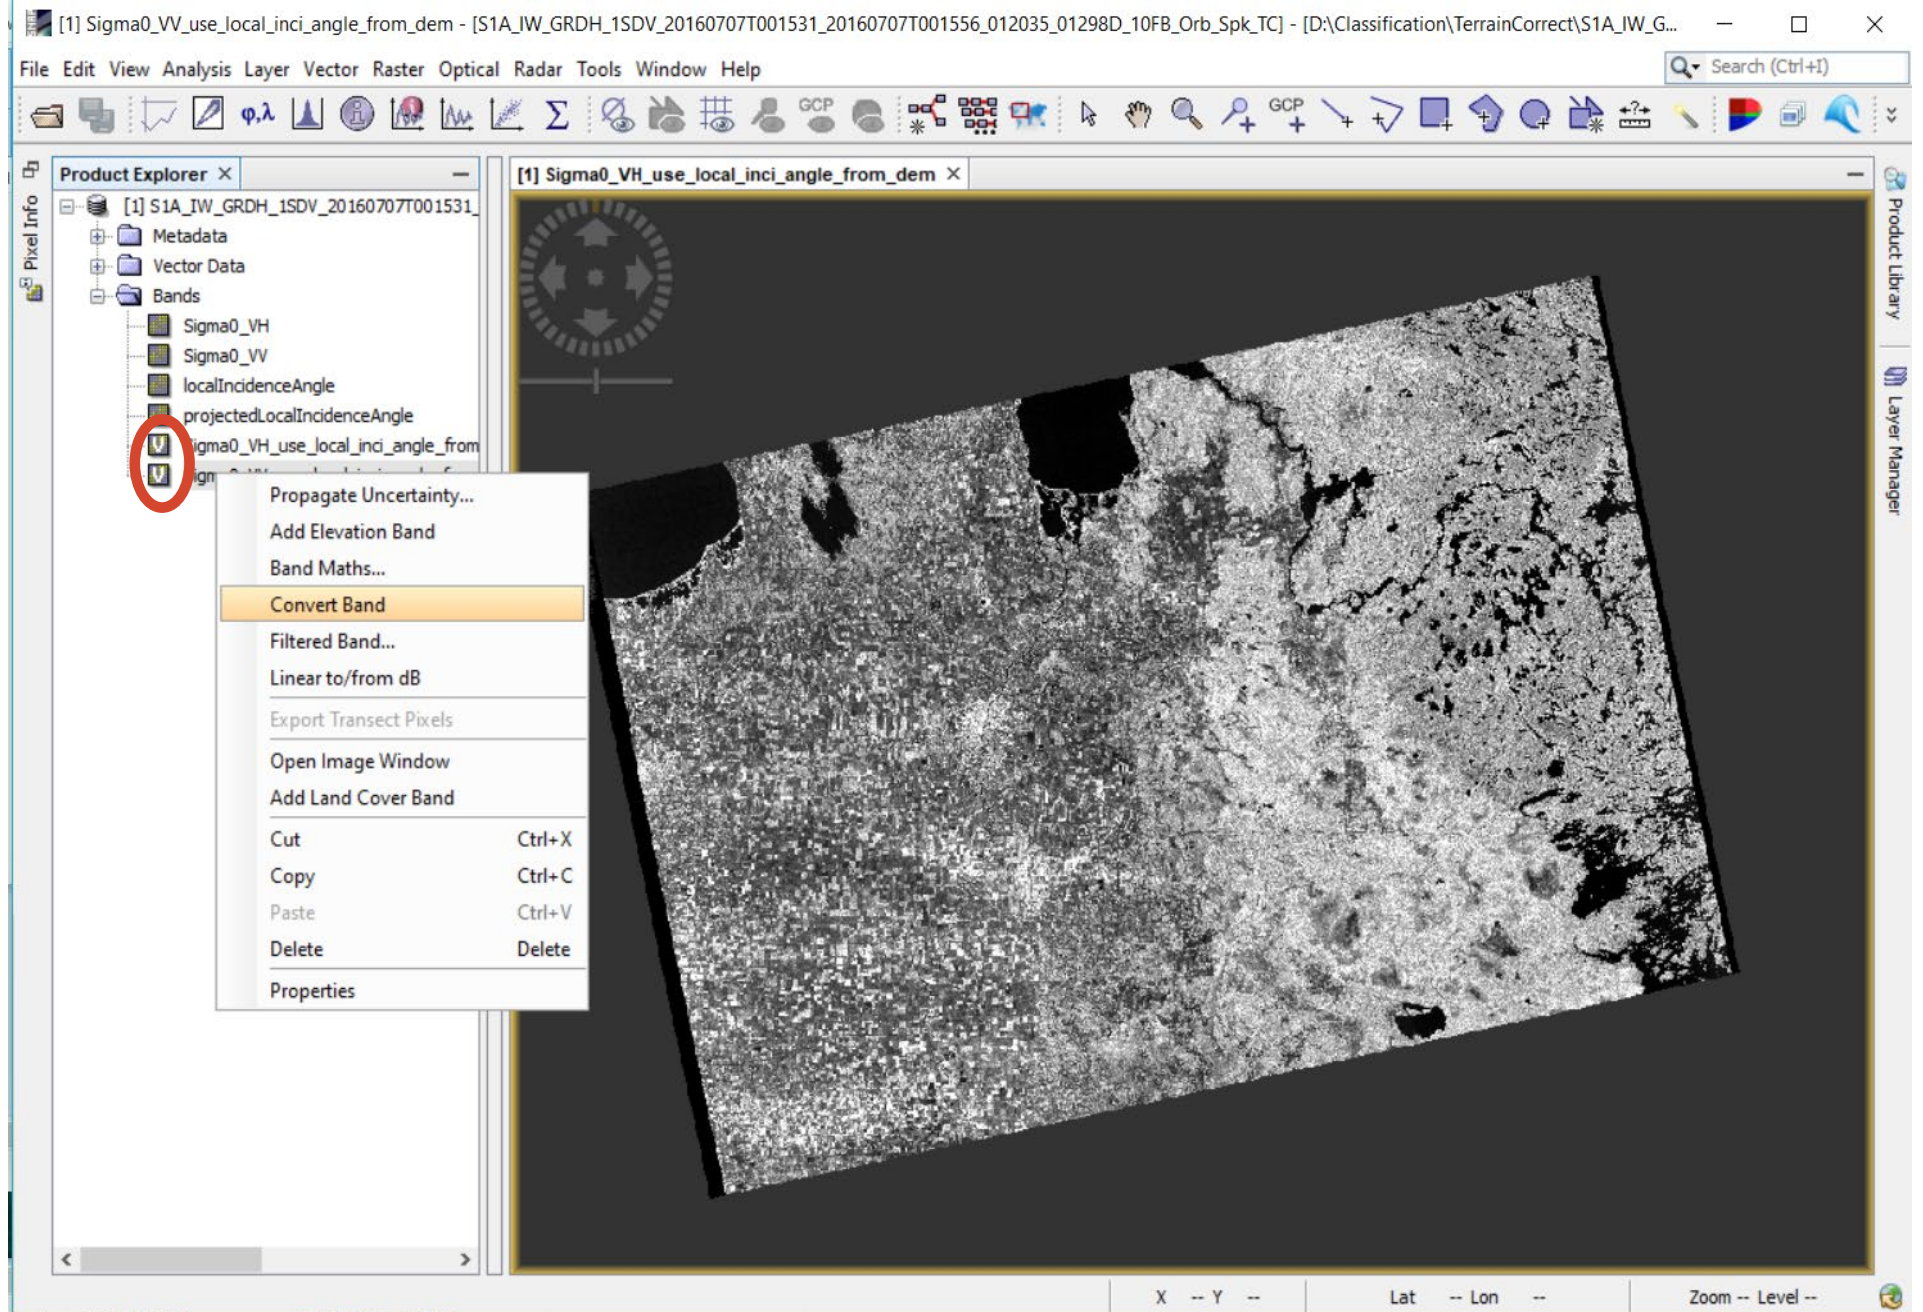 [1] Sigma0_VV_use_local_inci_angle_from_dem - [S1A_IW_GRDH_1SDV_20160707T001531_20160707T001556_012035_01298D_10FB_Orb_Spk_TC] - [D:\Classification\TerrainCorrect\S1A_IW_G...
File Edit View Analysis Layer Vector Raster Optical Radar Tools Window Help
Search (Ctrl+I)
φ,λ Σ GCP GCP
Pixel Info
Product Explorer
[1] S1A_IW_GRDH_1SDV_20160707T001531_
Metadata
Vector Data
Bands
Sigma0_VH
Sigma0_VV
localIncidenceAngle
projectedLocalIncidenceAngle
igma0_VH_use_local_inci_angle_from
Propagate Uncertainty...
Add Elevation Band
Band Maths...
Convert Band
Filtered Band...
Linear to/from dB
Export Transect Pixels
Open Image Window
Add Land Cover Band
Cut Ctrl+X
Copy Ctrl+C
Paste Ctrl+V
Delete Delete
Properties
[1] Sigma0_VH_use_local_inci_angle_from_dem
Product Library
Layer Manager
X -- Y -- Lat -- Lon -- Zoom -- Level --